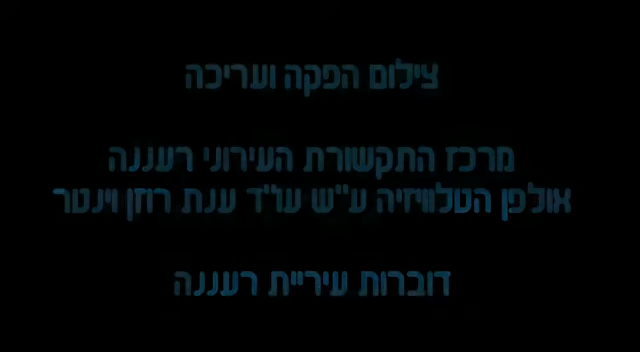 צילום הפקה ועריכה
מרכז התקשורת העירוני רעננה
אולפן הטלוויזיה ע"ש עו"ד ענת רוזן וינטר
דוברות עיריית רעננה